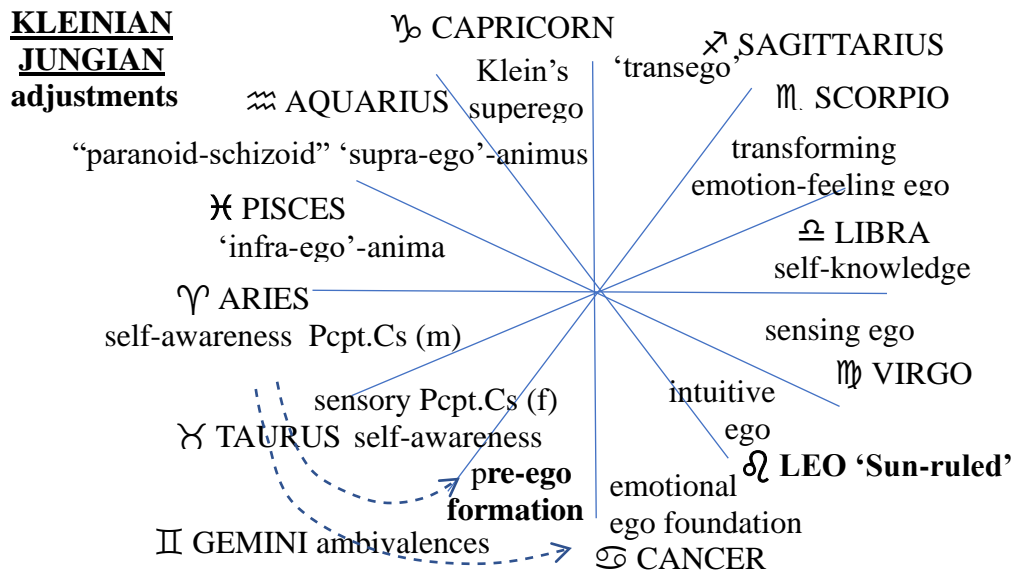 KLEINIAN
JUNGIAN
adjustments
♑ CAPRICORN
Klein’s
superego
‘transego’
♐ SAGITTARIUS
♒ AQUARIUS
♏ SCORPIO
“paranoid-schizoid” ‘supra-ego’-animus
transforming
emotion-feeling ego
♓ PISCES
‘infra-ego’-anima
♎ LIBRA
self-knowledge
♈ ARIES
self-awareness Pcpt.Cs (m)
sensing ego
♍ VIRGO
sensory Pcpt.Cs (f)
♉ TAURUS self-awareness
intuitive
ego
♌ LEO ‘Sun-ruled’
pre-ego
formation
emotional
ego foundation
♊ GEMINI ambivalences
♋ CANCER